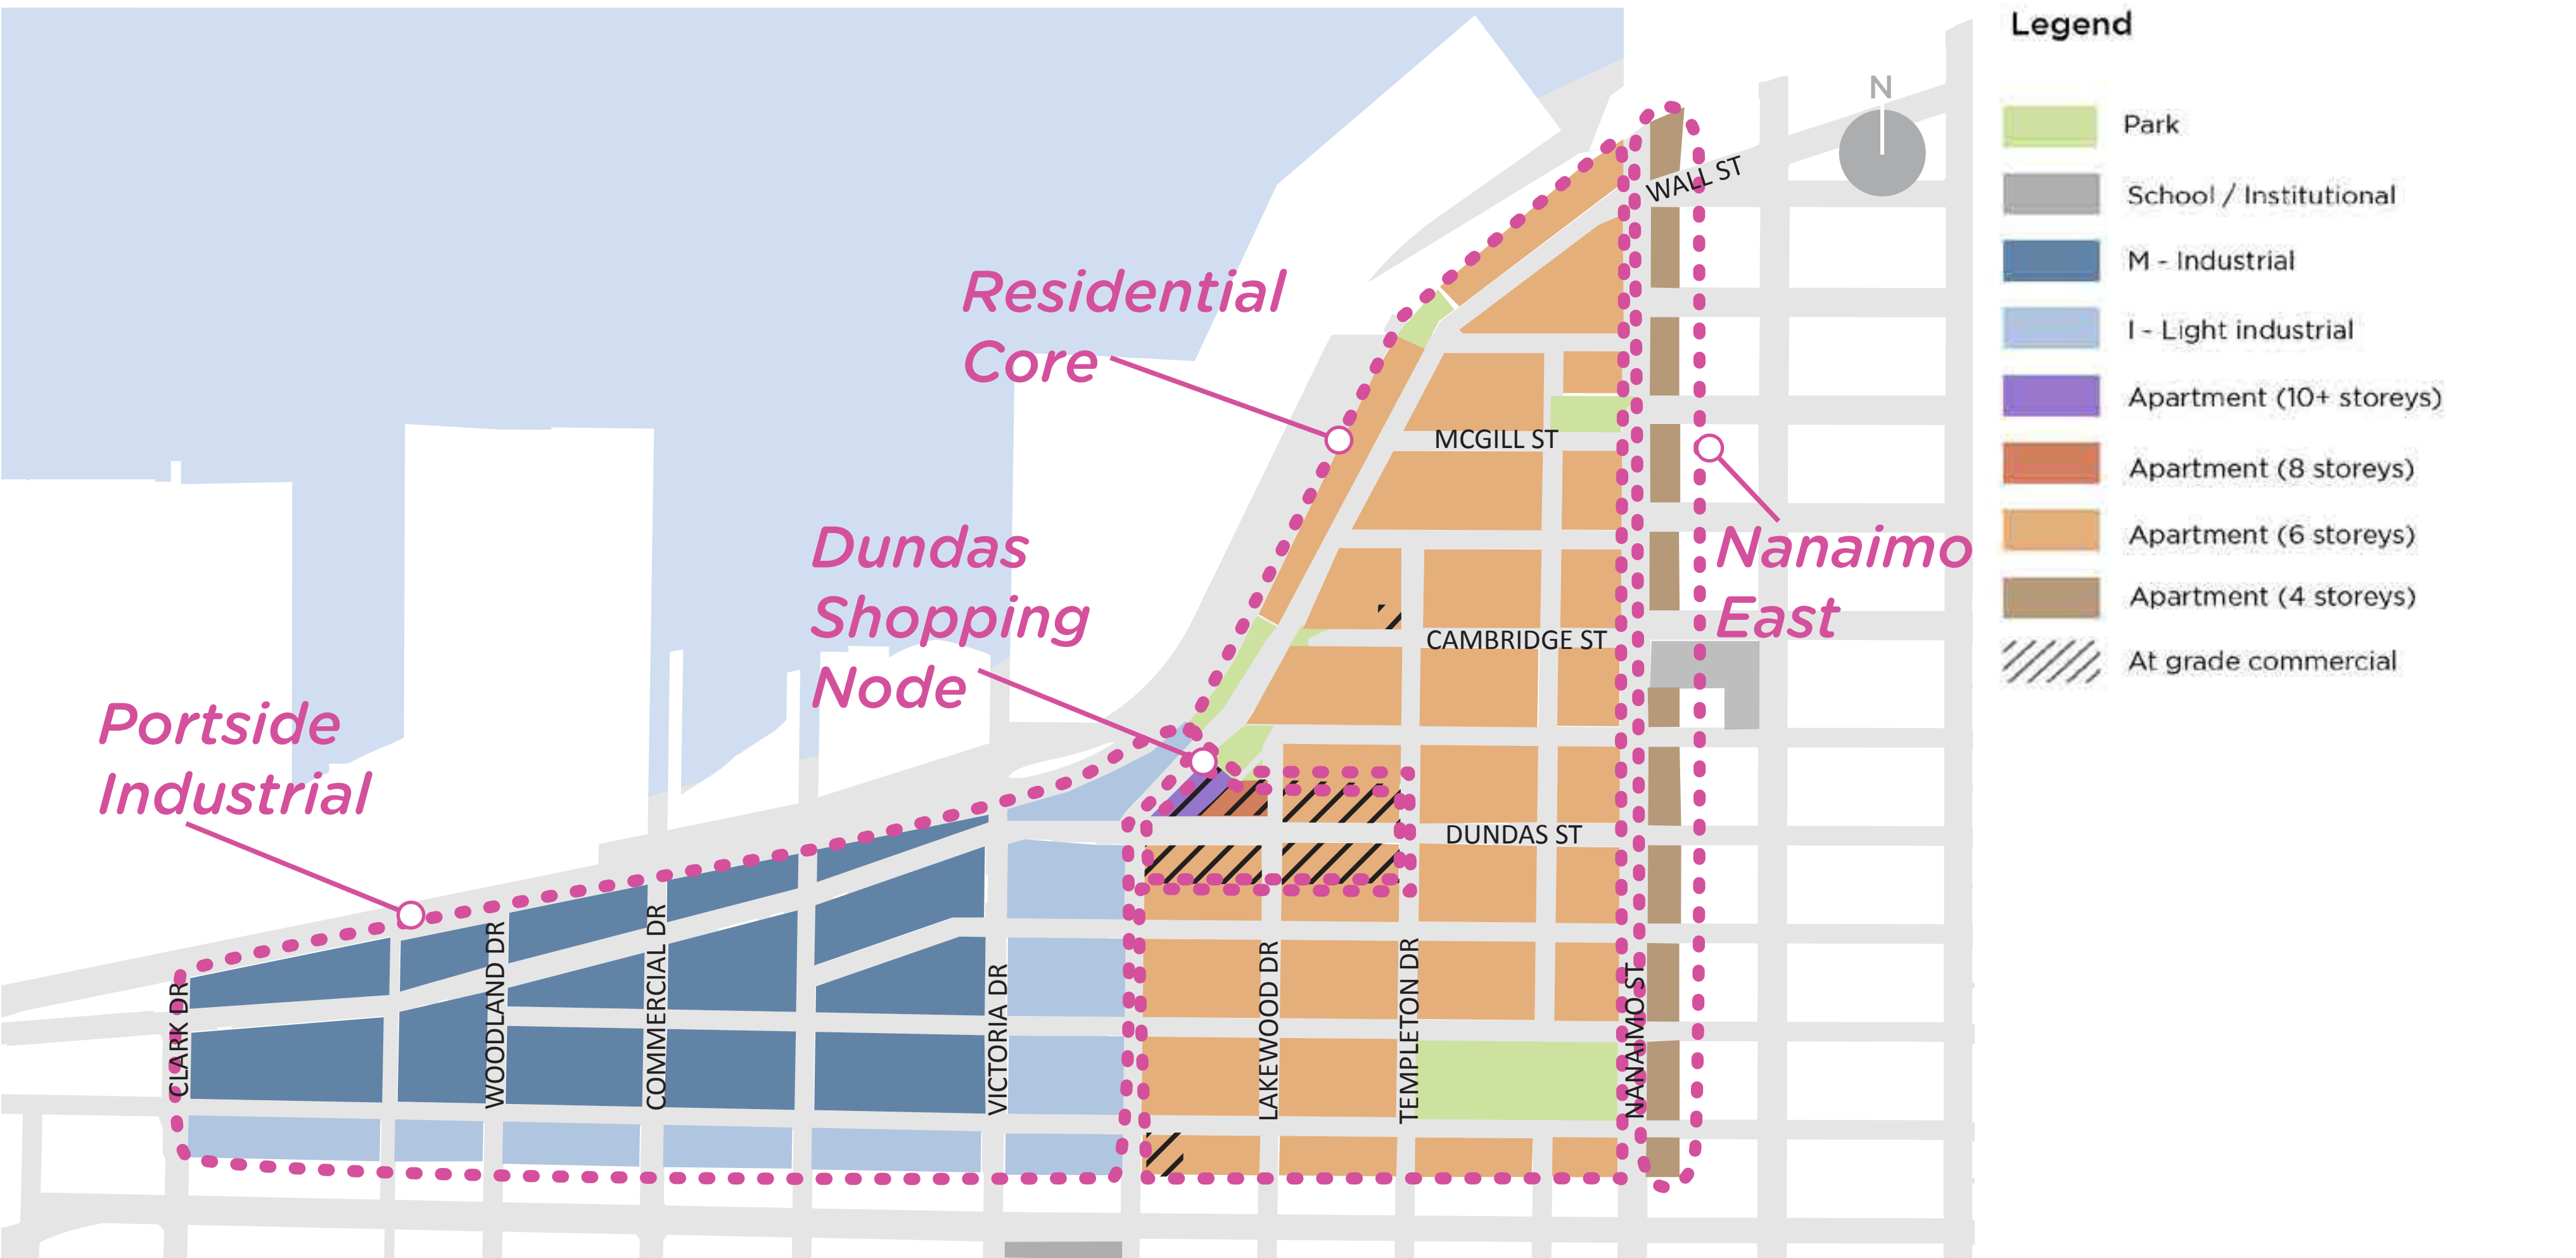 Legend
N
Park
School / Institutional
M - Industrial
I - Light industrial
Apartment (10+ storeys)
Apartment (8 storeys)
Apartment (6 storeys)
Apartment (4 storeys)
At grade commercial
WALL ST
Residential
Core
MCGILL ST
Dundas
Shopping
Node
Nanaimo
East
CAMBRIDGE ST
Portside
Industrial
DUNDAS ST
CLARK DR
WOODLAND DR
COMMERCIAL DR
VICTORIA DR
LAKEWOOD DR
TEMPLETON DR
NANAIMO ST